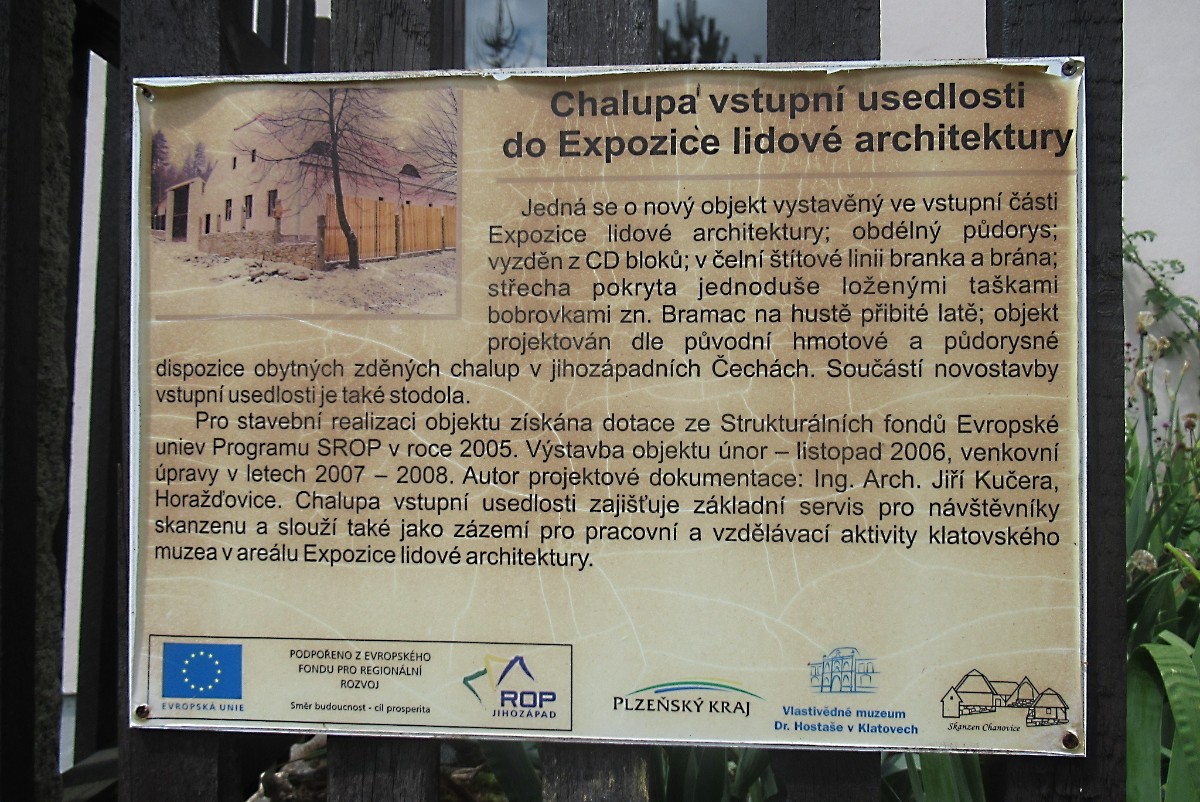 Chalupa vstupní usedlosti
do Expozice lidové architektury
Jedná se o nový objekt vystavěný ve vstupní části
Expozice lidové architektury; obdélný půdorys;
vyzděn z CD bloků; v čelní štítové linii branka a brána;
střecha pokryta jednoduše loženými taškami
bobrovkami zn. Bramac na hustě přibité latě; objekt
projektován dle původní hmotové a půdorysné
dispozice obytných zděných chalup v jihozápadních Čechách. Součástí novostavby
vstupní usedlosti je také stodola.
Pro stavební realizaci objektu získána dotace ze Strukturálních fondů Evropské
uniev Programu SROP v roce 2005. Výstavba objektu únor – listopad 2006, venkovní
úpravy v letech 2007 – 2008. Autor projektové dokumentace: Ing. Arch. Jiří Kučera,
Horažďovice. Chalupa vstupní usedlosti zajišťuje základní servis pro návštěvníky
skanzenu a slouží také jako zázemí pro pracovní a vzdělávací aktivity klatovského
muzea v areálu Expozice lidové architektury.
EVROPSKÁ UNIE
PODPOŘENO Z EVROPSKÉHO
FONDU PRO REGIONÁLNÍ
ROZVOJ
Směr budoucnost - cíl prosperita
ROP
JIHOZÁPAD
PLZEŇSKÝ KRAJ
Vlastivědné muzeum
Dr. Hostaše v Klatovech
Skanzen Chanovice